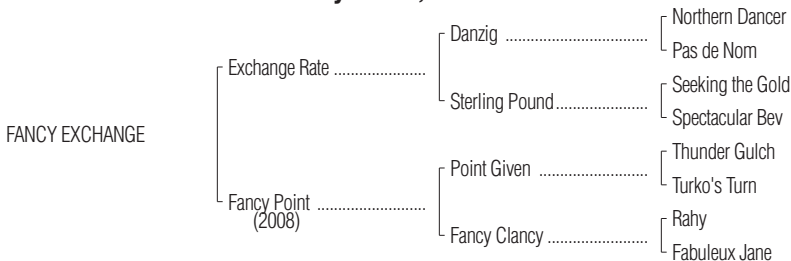 Northern Dancer
Danzig ..................................
Pas de Nom
Exchange Rate ......................
Seeking the Gold
Sterling Pound......................
Spectacular Bev
FANCY EXCHANGE
Thunder Gulch
Point Given ..........................
Turko's Turn
Fancy Point ..........................
(2008)
Rahy
Fancy Clancy ........................
Fabuleux Jane